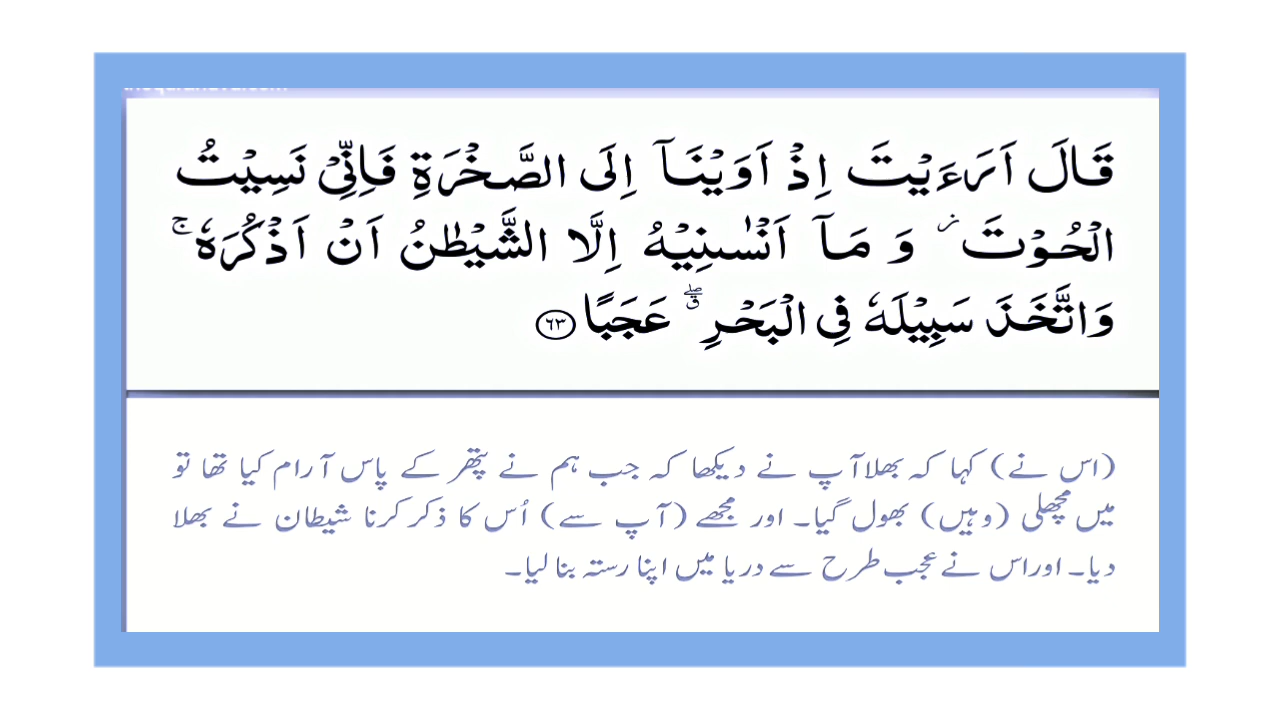 قَالَ اَرَءَيْتَ اِذْ اَوَيْنَاۤ اِلَى الصَّخْرَةِ فَاِنِّیْ نَسِيْتُ
الْحُوْتَ ؗ وَ مَاۤ اَنْسٰىنِيْهُ اِلَّا الشَّيْطٰنُ اَنْ اَذْكُرَهٗ ۚ
وَاتَّخَذَ سَبِيْلَهٗ فِی الْبَحْرِ ۖۗ عَجَبًا ۝۶۳
(اس نے) کہا کہ بھلا آپ نے دیکھا کہ جب ہم نے پتھر کے پاس آرام کیا تھا تو
میں مچھلی (وہیں) بھول گیا۔ اور مجھے (آپ سے) اُس کا ذکر کرنا شیطان نے بھلا
دیا۔ اور اس نے عجب طرح سے دریا میں اپنا رستہ بنا لیا۔